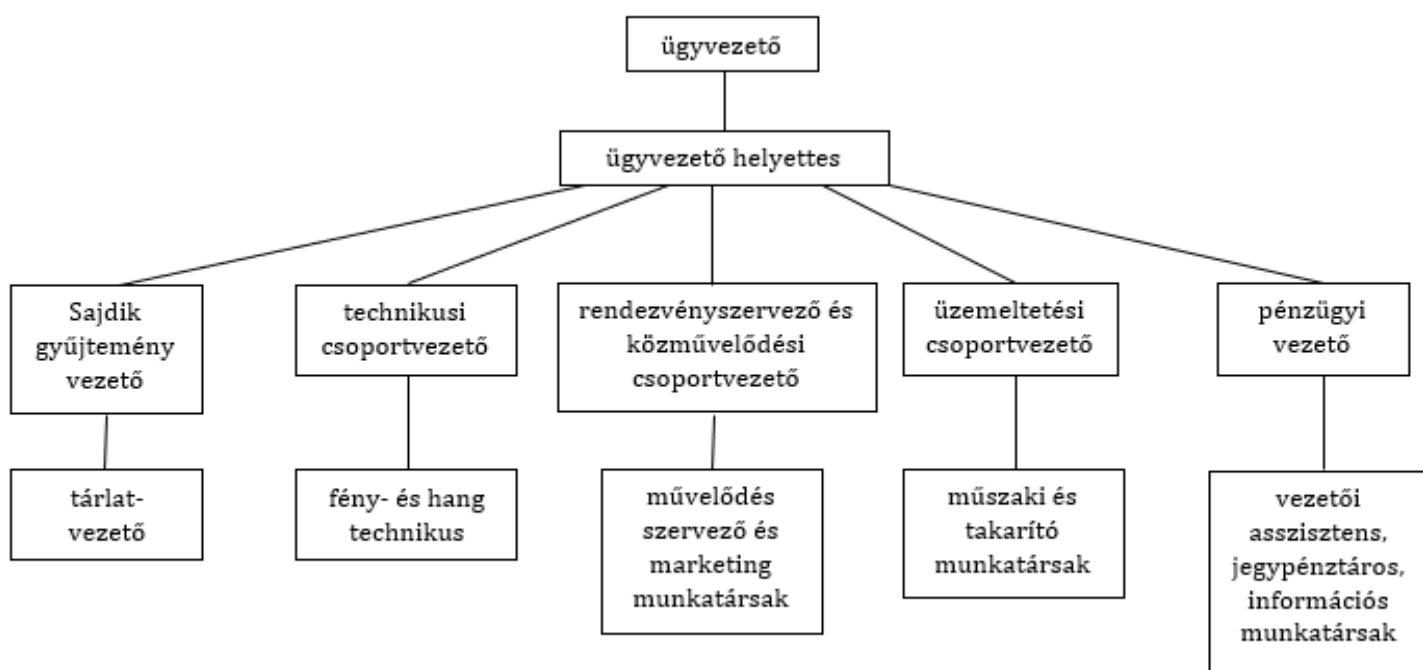 ügyvezető
ügyvezető helyettes
Sajdik
gyűjtemény
vezető
technikusi
csoportvezető
rendezvényszervező és
közművelődési
csoportvezető
üzemeltetési
csoportvezető
pénzügyi
vezető
tárlat-
vezető
fény- és hang
technikus
művelődés
szervező és
marketing
munkatársak
műszaki és
takarító
munkatársak
vezetői
asszisztens,
jegypénztáros,
információs
munkatársak